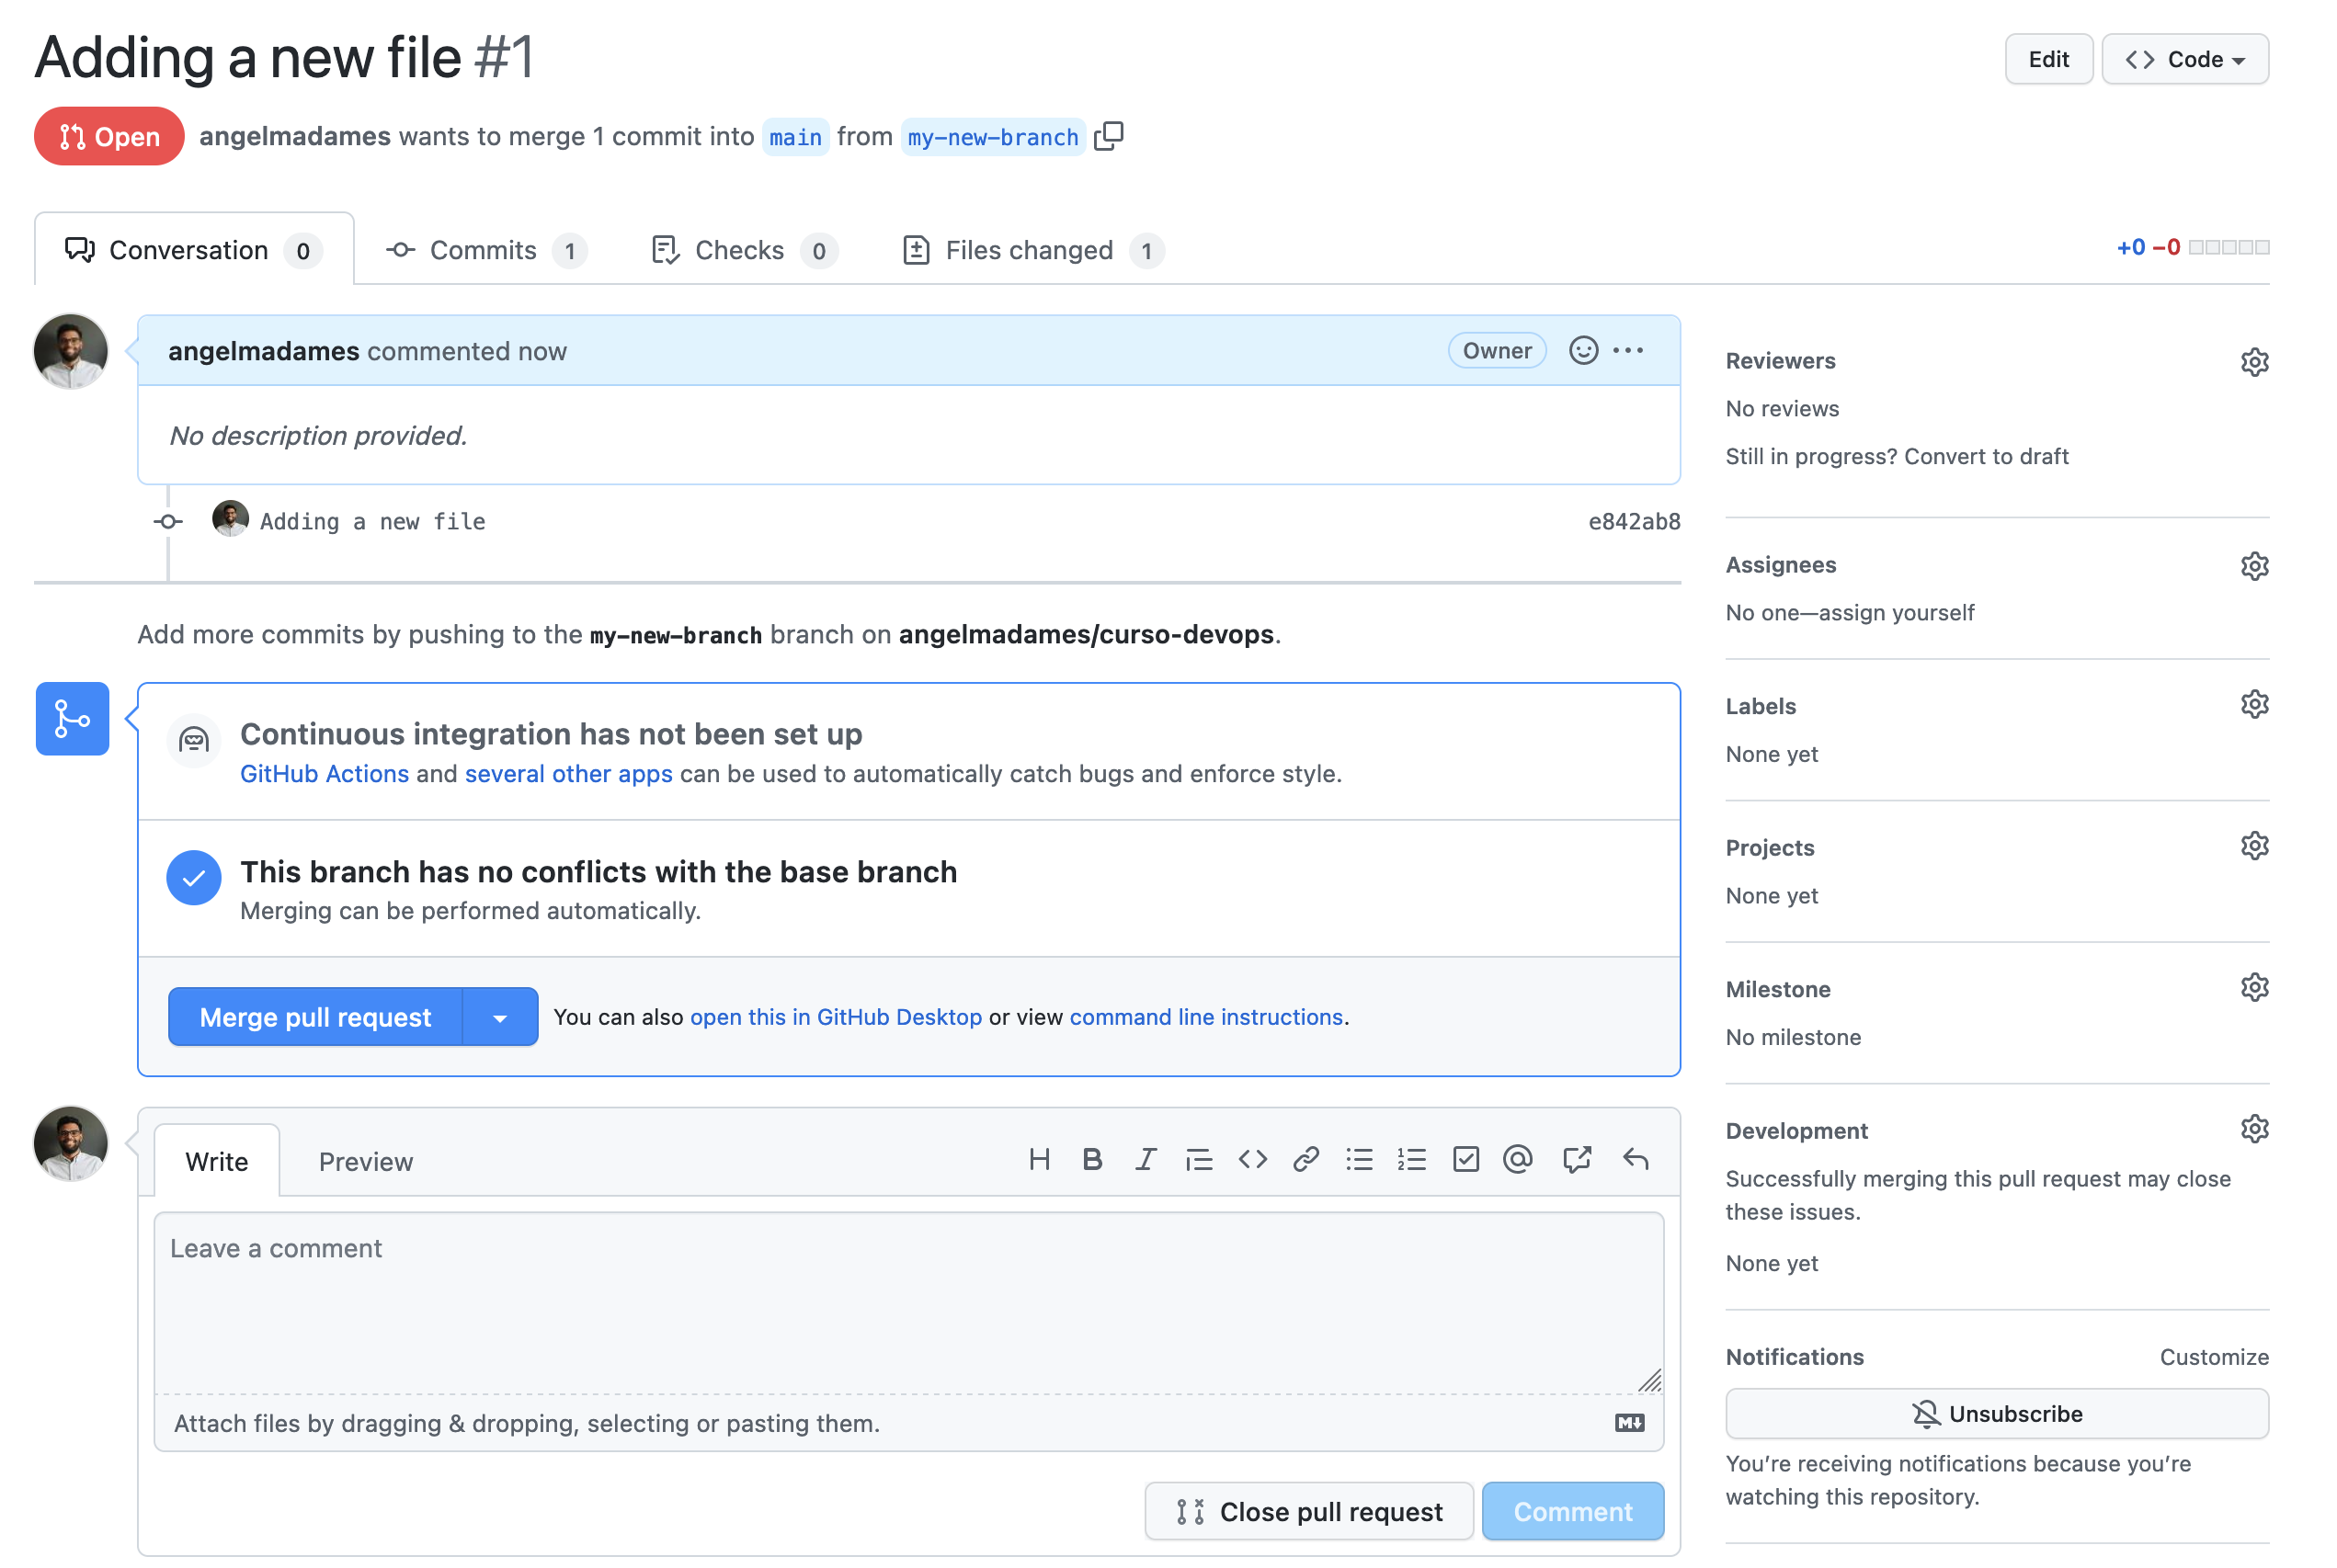 Adding a new file #1
Edit
Code
Open
angelmadames wants to merge 1 commit into main from my-new-branch
Conversation 0
Commits 1
Checks 0
Files changed 1
+0 −0
angelmadames commented now
Owner
No description provided.
Adding a new file
e842ab8
Add more commits by pushing to the my-new-branch branch on angelmadames/curso-devops.
Continuous integration has not been set up
GitHub Actions and several other apps can be used to automatically catch bugs and enforce style.
This branch has no conflicts with the base branch
Merging can be performed automatically.
Merge pull request
You can also open this in GitHub Desktop or view command line instructions.
Write
Preview
Leave a comment
Attach files by dragging & dropping, selecting or pasting them.
Close pull request
Comment
Reviewers
No reviews
Still in progress? Convert to draft
Assignees
No one—assign yourself
Labels
None yet
Projects
None yet
Milestone
No milestone
Development
Successfully merging this pull request may close
these issues.
None yet
Notifications
Customize
Unsubscribe
You’re receiving notifications because you’re
watching this repository.